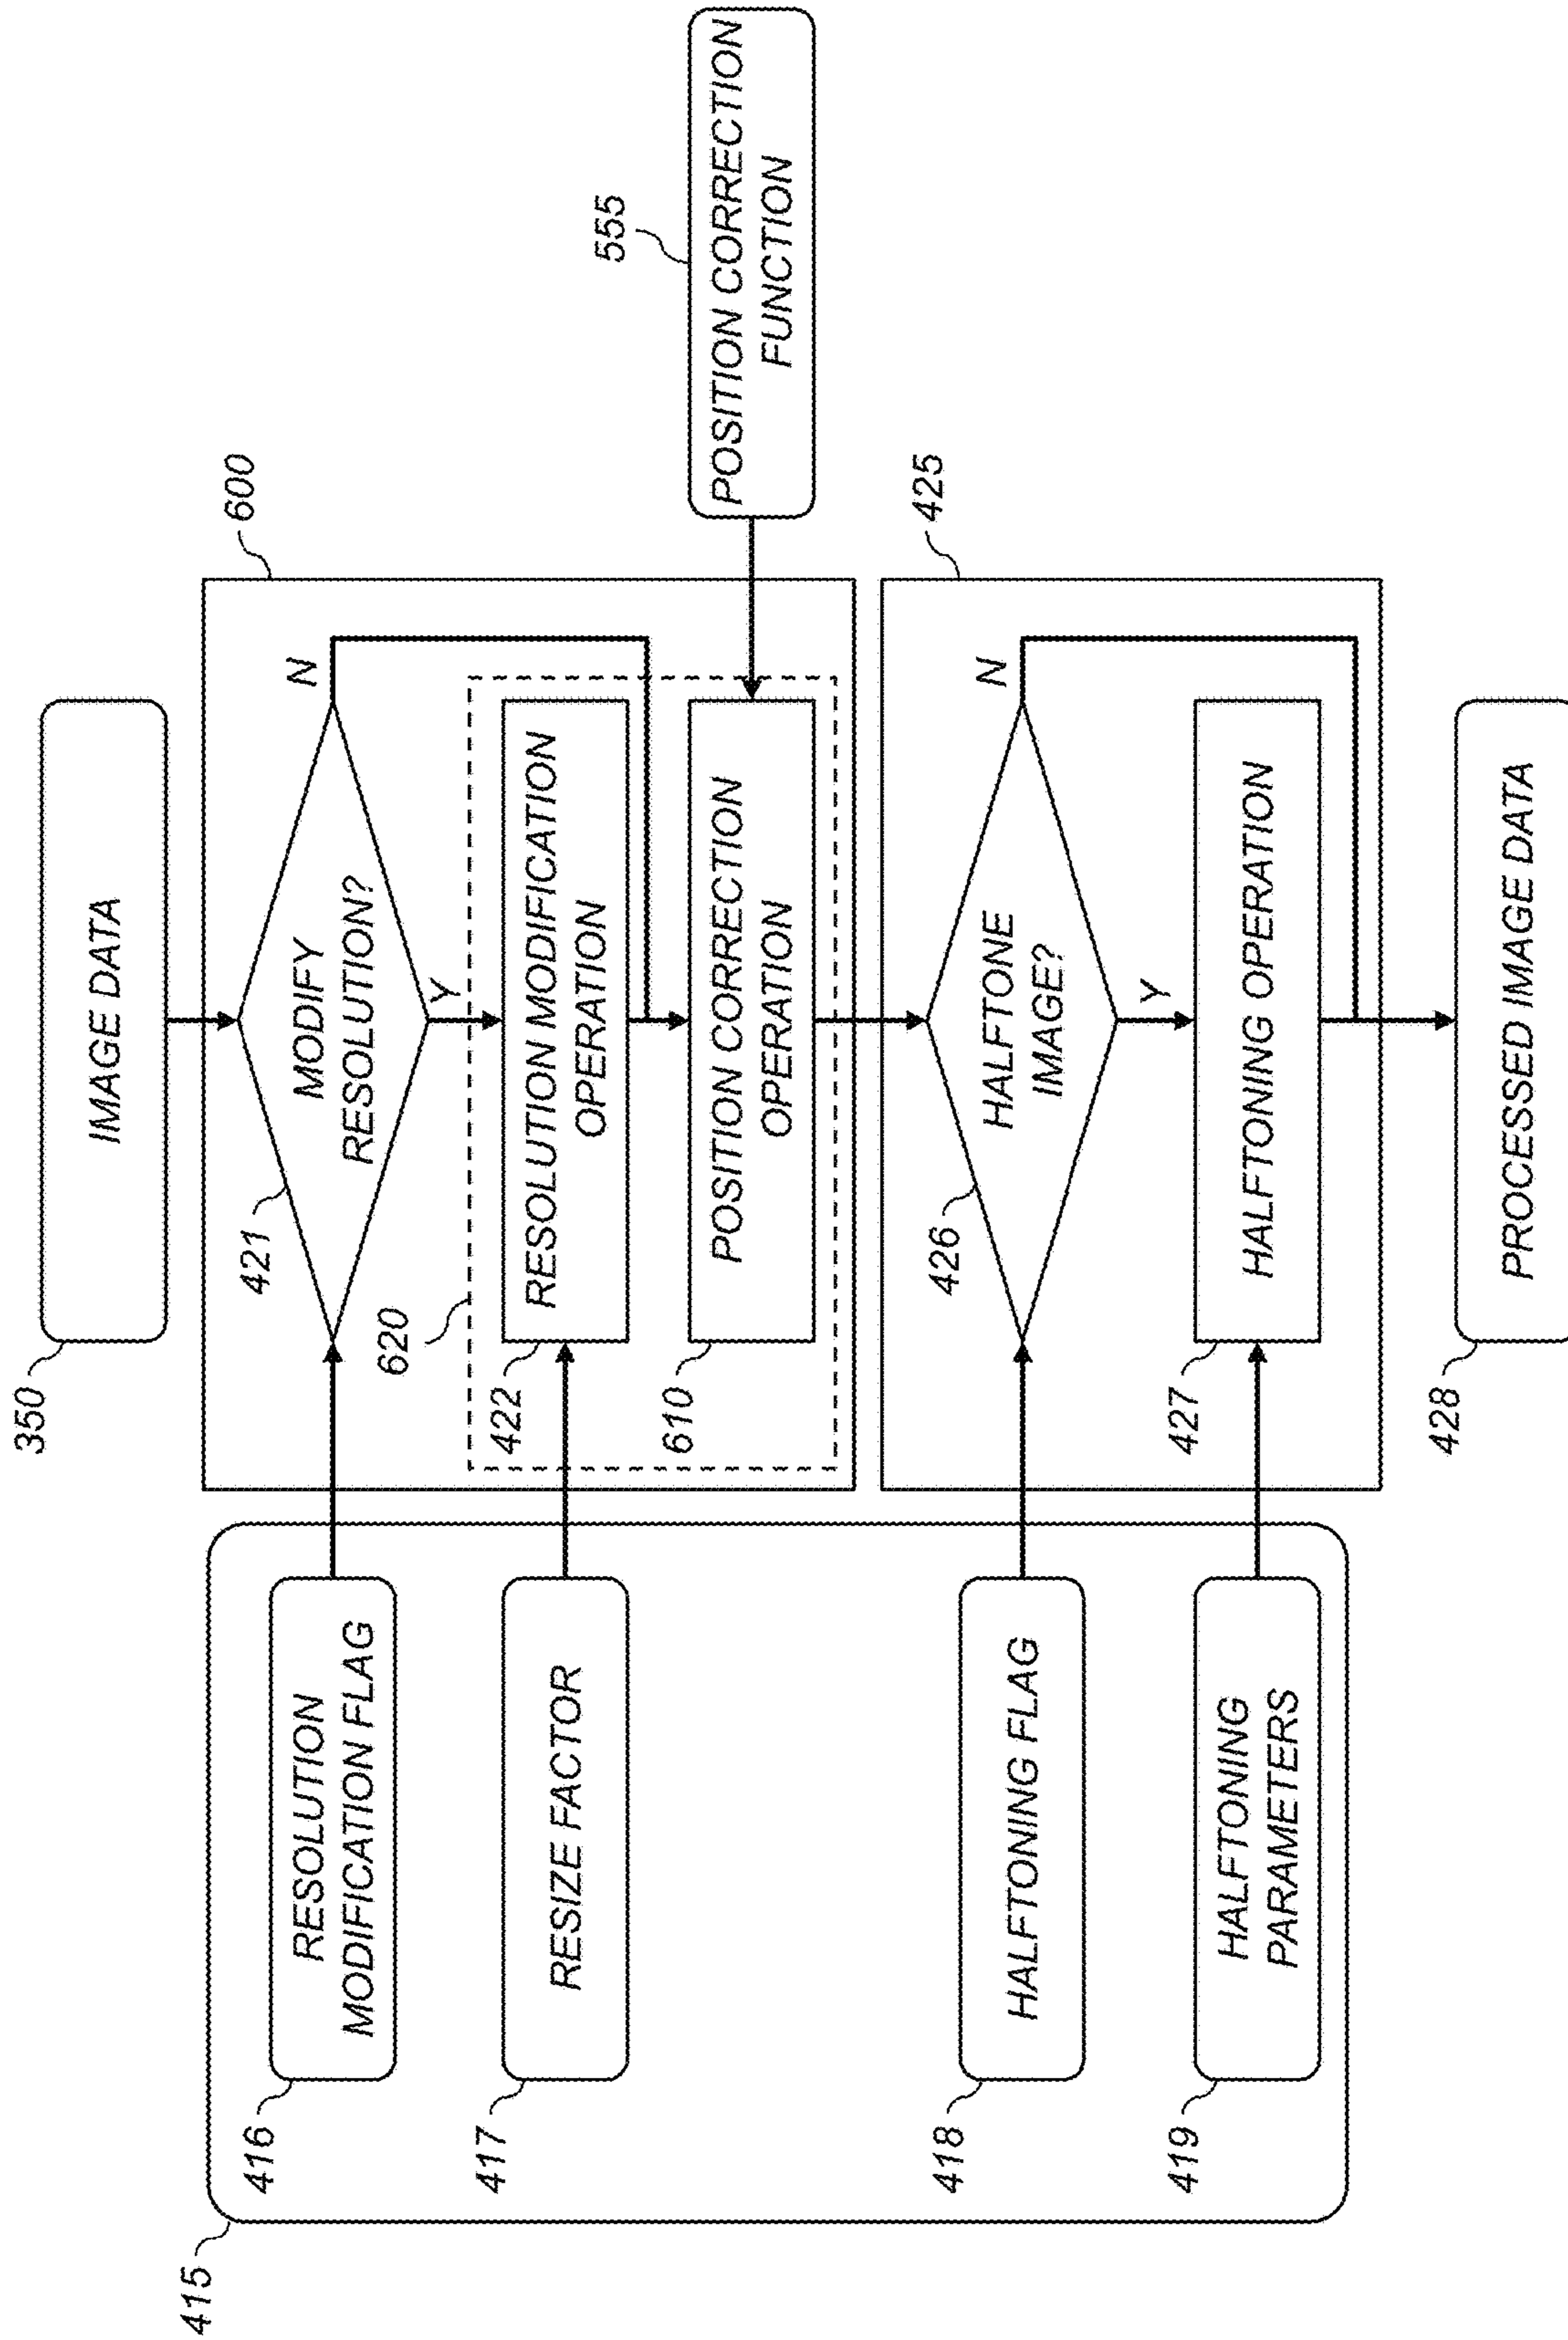 350
IMAGE DATA
600
421
MODIFY
RESOLUTION?
N
Y
620
422
RESOLUTION MODIFICATION
OPERATION
610
POSITION CORRECTION
OPERATION
555
POSITION CORRECTION
FUNCTION
415
416
RESOLUTION
MODIFICATION FLAG
417
RESIZE FACTOR
418
HALFTONING FLAG
419
HALFTONING
PARAMETERS
425
426
HALFTONE
IMAGE?
N
Y
427
HALFTONING OPERATION
428
PROCESSED IMAGE DATA